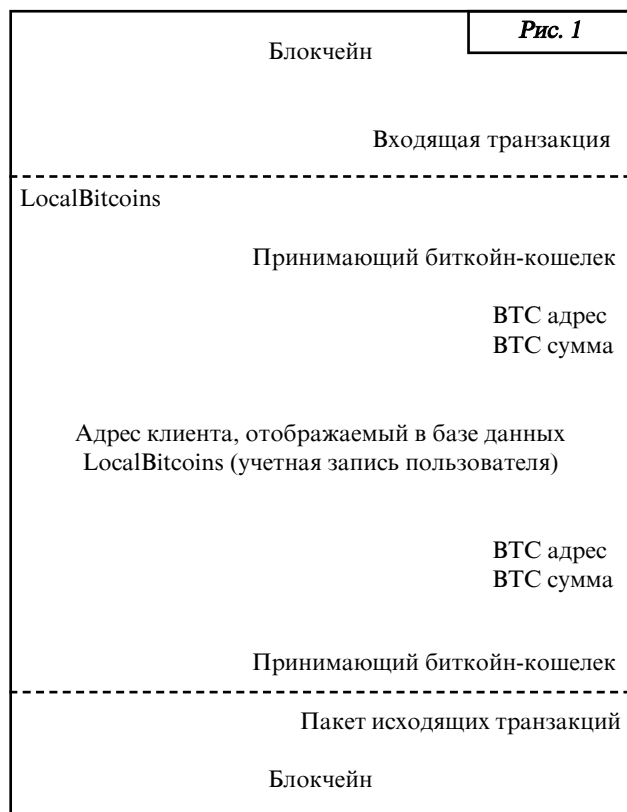 Рис. 1
Блокчейн
Входящая транзакция
LocalBitcoins
Принимающий биткойн-кошелек
BTC адрес
BTC сумма
Адрес клиента, отображаемый в базе данных
LocalBitcoins (учетная запись пользователя)
BTC адрес
BTC сумма
Принимающий биткойн-кошелек
Пакет исходящих транзакций
Блокчейн